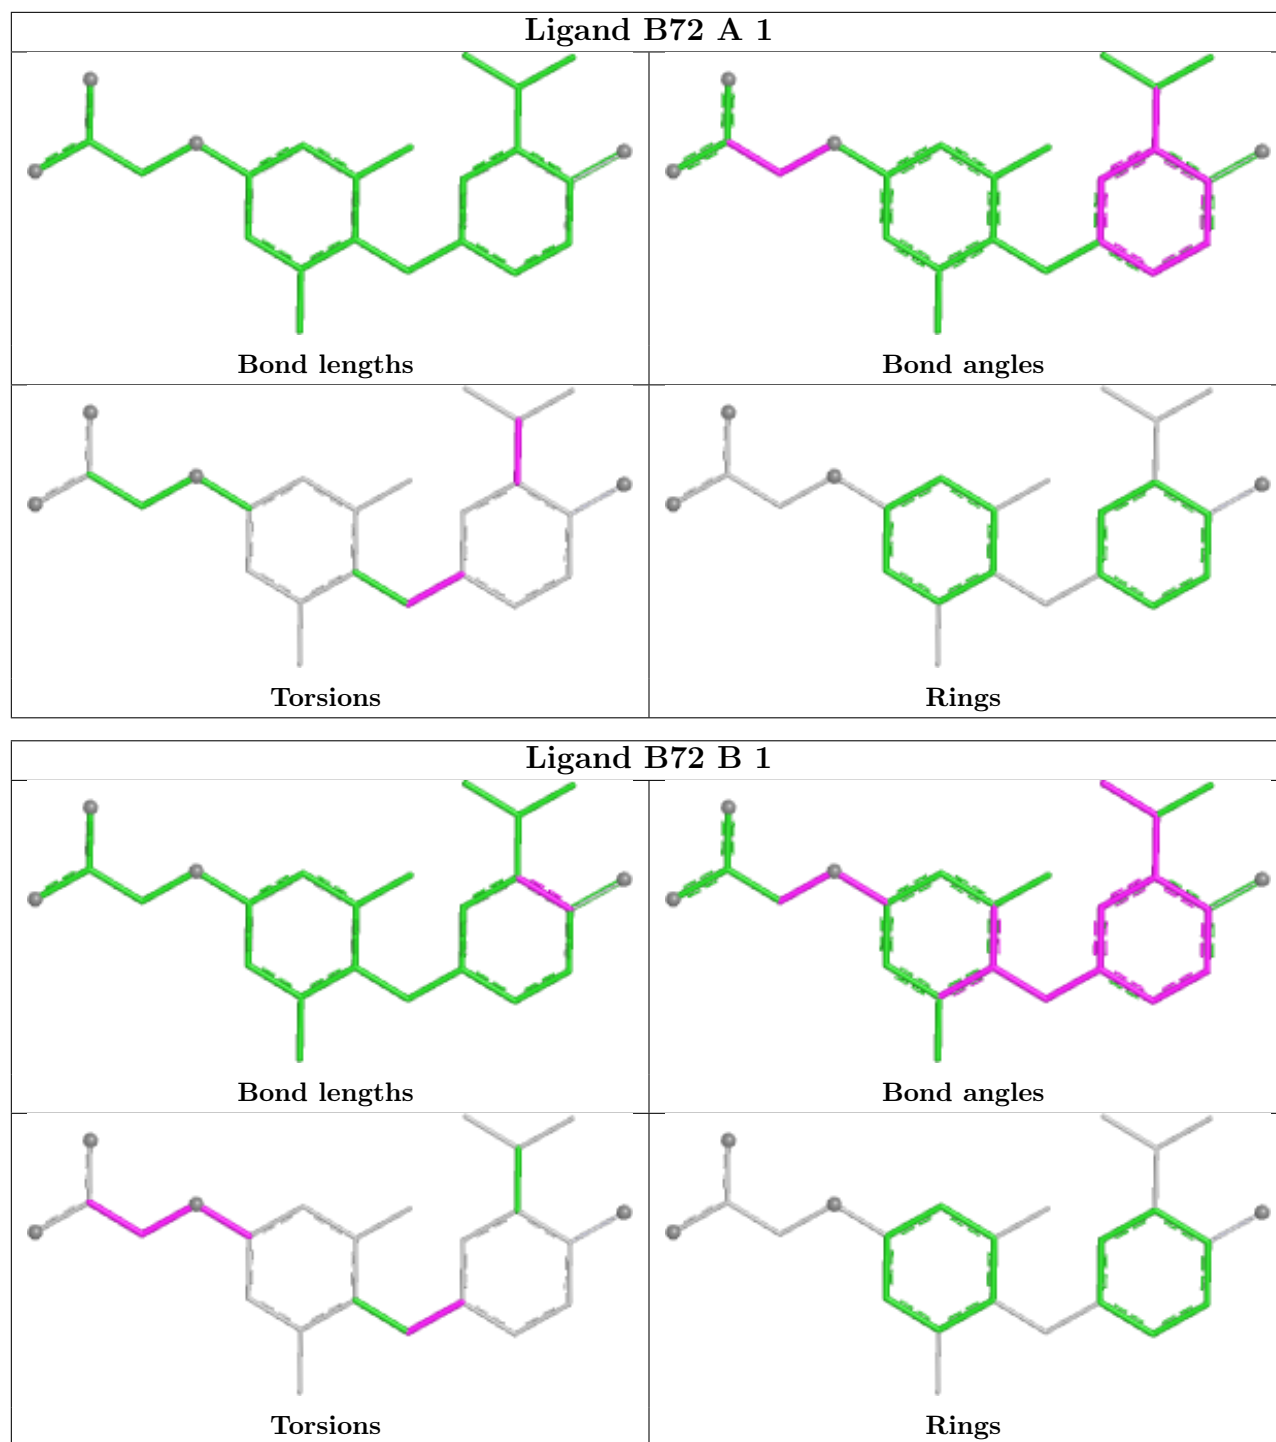 Ligand B72 A 1
Bond lengths
Bond angles
Torsions
Rings
Ligand B72 B 1
Bond lengths
Bond angles
Torsions
Rings